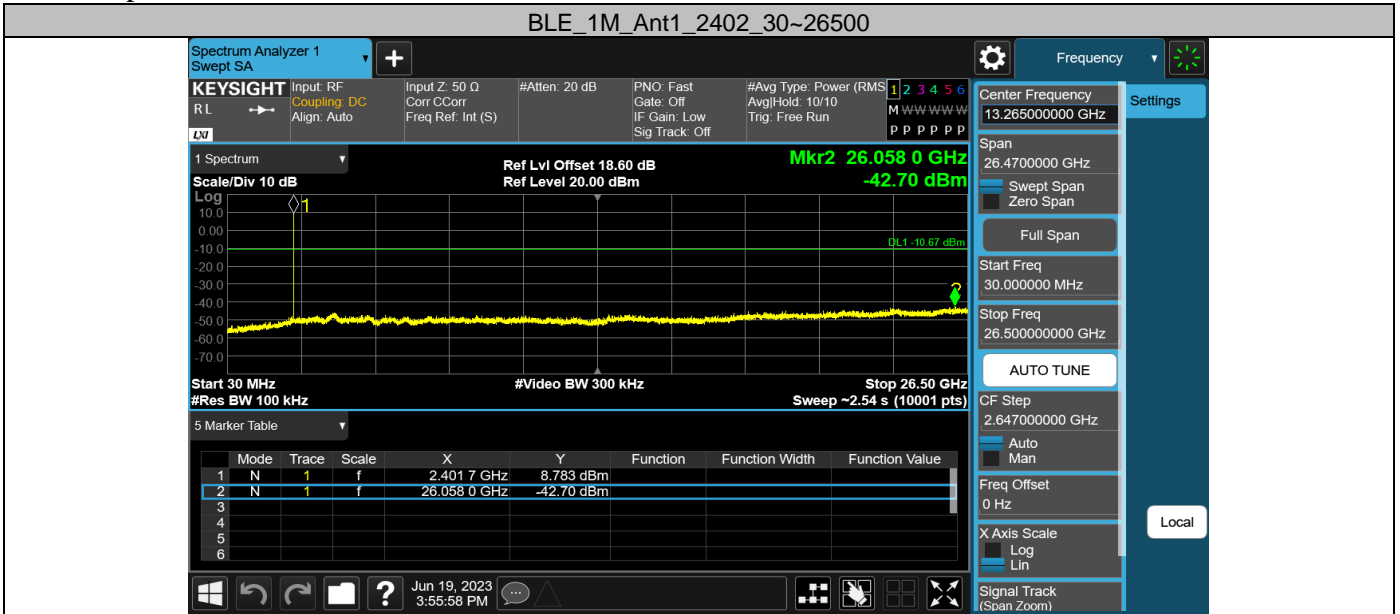 BLE_1M_Ant1_2402_30~26500
Spectrum Analyzer 1
Swept SA
Frequency
KEYSIGHT
RL
LXI
Input: RF
Coupling: DC
Align: Auto
Input Z: 50 Ω
Corr CCorr
Freq Ref: Int (S)
#Atten: 20 dB
PNO: Fast
Gate: Off
IF Gain: Low
Sig Track: Off
#Avg Type: Power (RMS
Avg|Hold: 10/10
Trig: Free Run
1 2 3 4 5 6
M W W W W W
P P P P P P
1 Spectrum
Scale/Div 10 dB
Ref Lvl Offset 18.60 dB
Ref Level 20.00 dBm
Mkr2 26.058 0 GHz
-42.70 dBm
Log
10.0
0.00
-10.0
-20.0
-30.0
-40.0
-50.0
-60.0
-70.0
1
DL1 -10.67 dBm
2
Start 30 MHz
#Res BW 100 kHz
#Video BW 300 kHz
Stop 26.50 GHz
Sweep ~2.54 s (10001 pts)
5 Marker Table
Mode Trace Scale X Y Function Function Width Function Value
1 N 1 f 2.401 7 GHz 8.783 dBm
2 N 1 f 26.058 0 GHz -42.70 dBm
3
4
5
6
Jun 19, 2023
3:55:58 PM
Center Frequency
13.265000000 GHz
Span
26.4700000 GHz
Swept Span
Zero Span
Full Span
Start Freq
30.000000 MHz
Stop Freq
26.500000000 GHz
AUTO TUNE
CF Step
2.647000000 GHz
Auto
Man
Freq Offset
0 Hz
X Axis Scale
Log
Lin
Signal Track
(Span Zoom)
Settings
Local